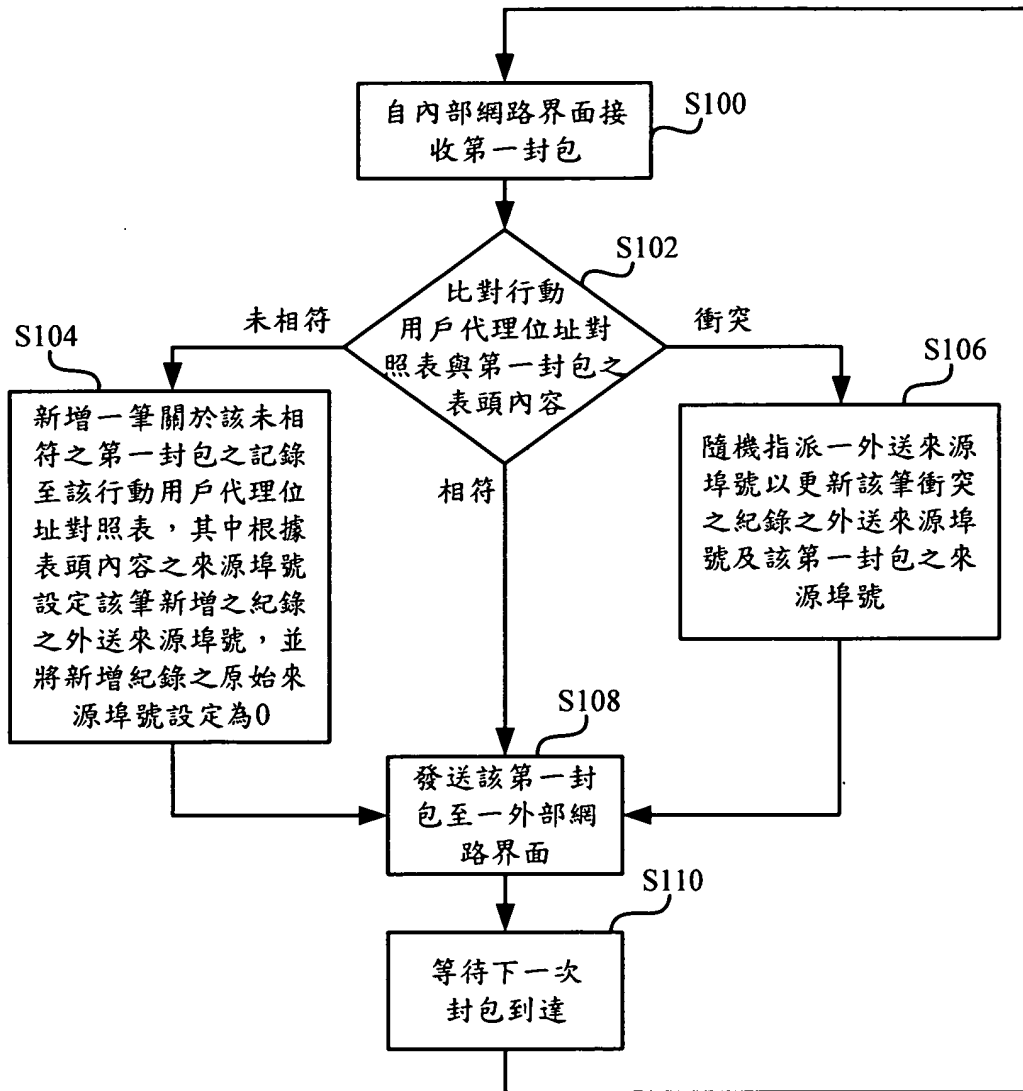 自內部網路界面接
收第一封包
S100
S102
比對行動
用戶代理位址對
照表與第一封包之
表頭內容
未相符
衝突
相符
S104
新增一筆關於該未相
符之第一封包之記錄
至該行動用戶代理位
址對照表，其中根據
表頭內容之來源埠號
設定該筆新增之紀錄
之外送來源埠號，並
將新增紀錄之原始來
源埠號設定為0
S106
隨機指派一外送來源
埠號以更新該筆衝突
之紀錄之外送來源埠
號及該第一封包之來
源埠號
S108
發送該第一封
包至一外部網
路界面
S110
等待下一次
封包到達